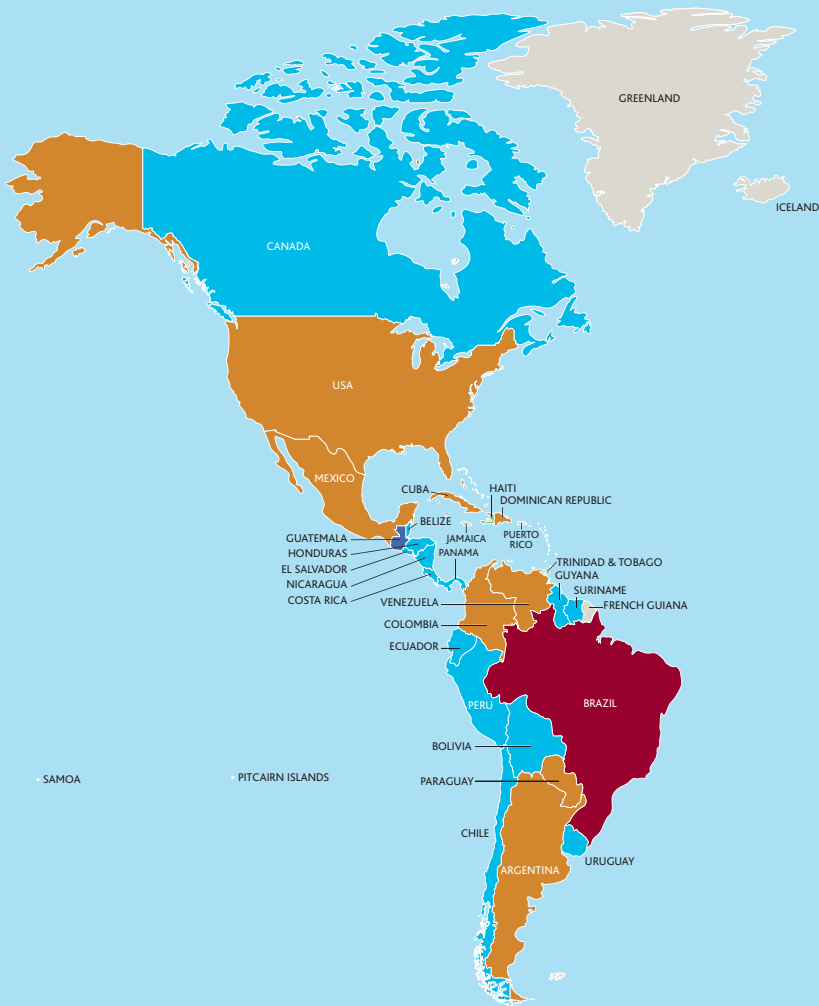 GREENLAND
ICELAND
CANADA
USA
MEXICO
CUBA
HAITI
DOMINICAN REPUBLIC
BELIZE
PUERTO
RICO
JAMAICA
GUATEMALA
HONDURAS
PANAMA
EL SALVADOR
TRINIDAD & TOBAGO
GUYANA
NICARAGUA
SURINAME
COSTA RICA
VENEZUELA
FRENCH GUIANA
COLOMBIA
ECUADOR
PERU
BRAZIL
BOLIVIA
SAMOA
PITCAIRN ISLANDS
PARAGUAY
CHILE
URUGUAY
ARGENTINA